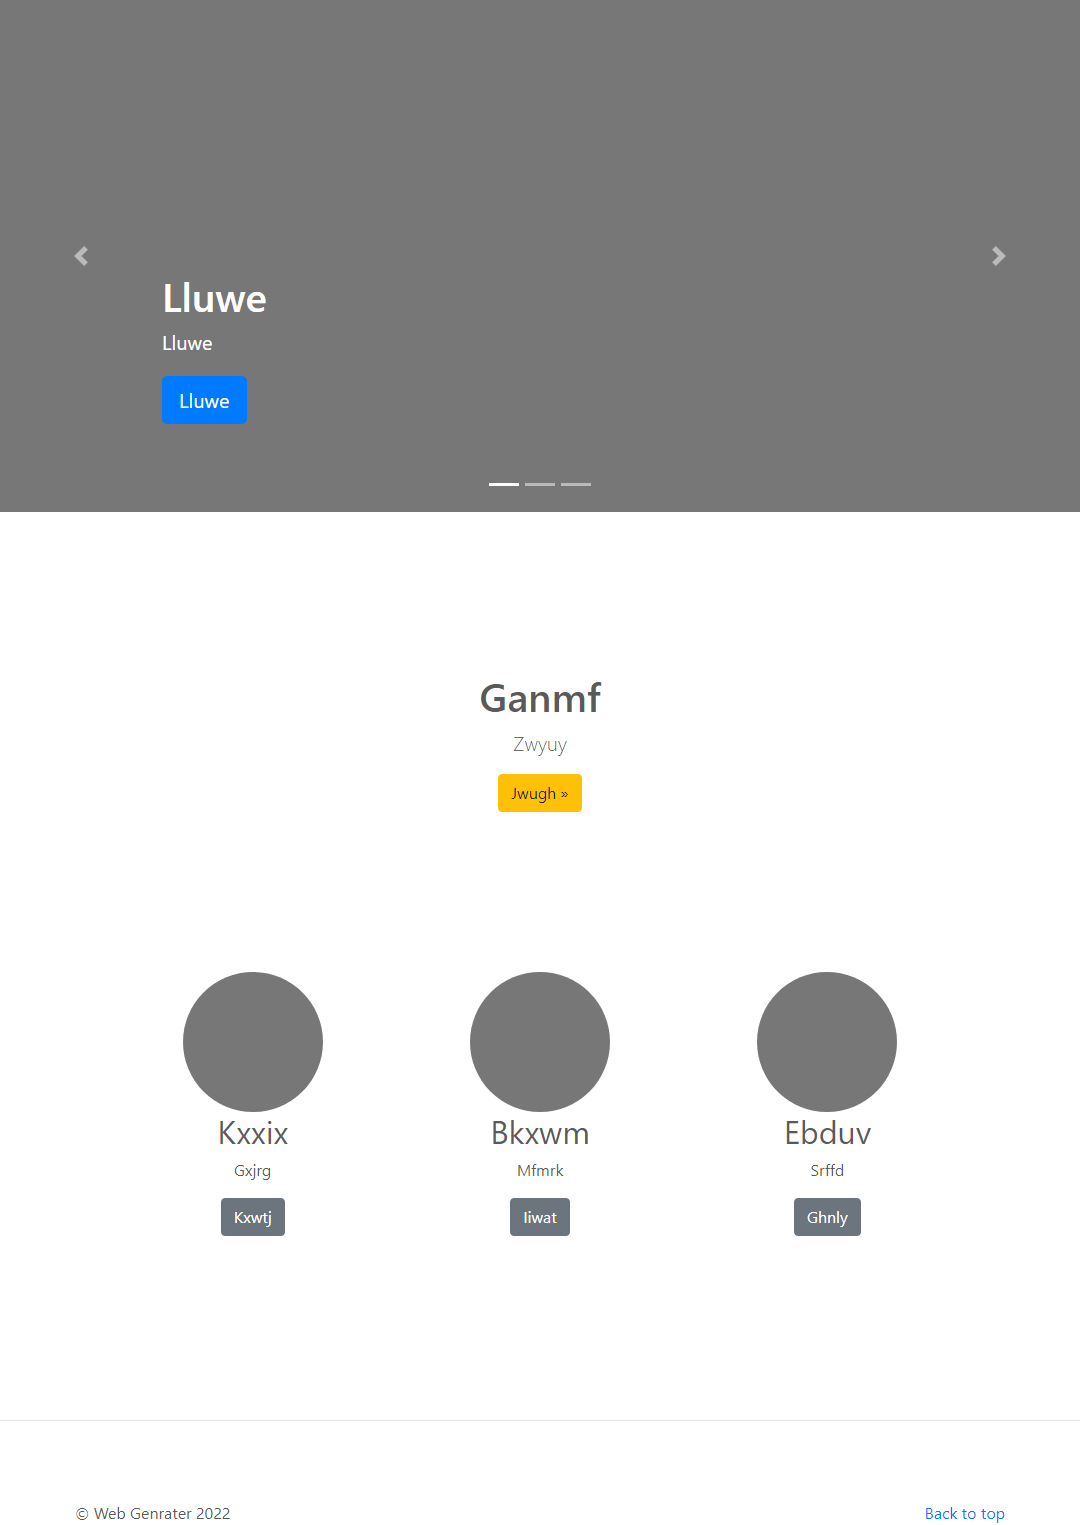 Lluwe
Lluwe
Lluwe
Ganmf
Zwyuy
Jwugh »
Kxxix
Gxjrg
Kxwtj
Bkxwm
Mfmrk
Iiwat
Ebduv
Srffd
Ghnly
© Web Genrater 2022
Back to top